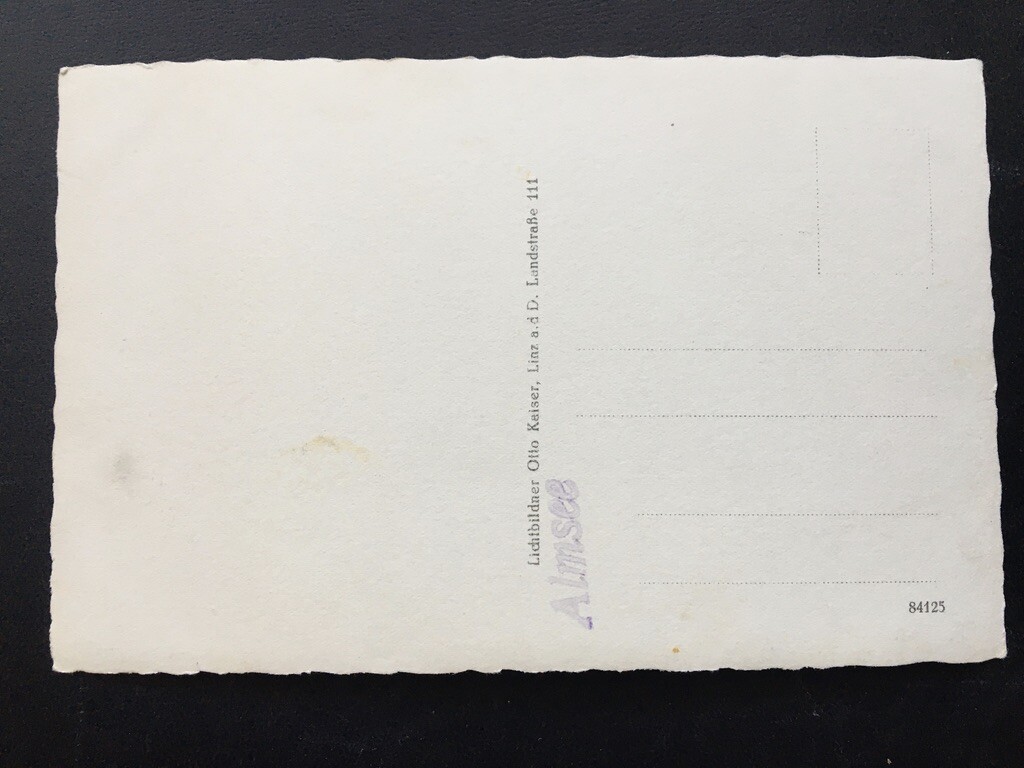 Lichtbildner Otto Kaiser, Linz a.d D. Landstraße 111
Almsee
84125